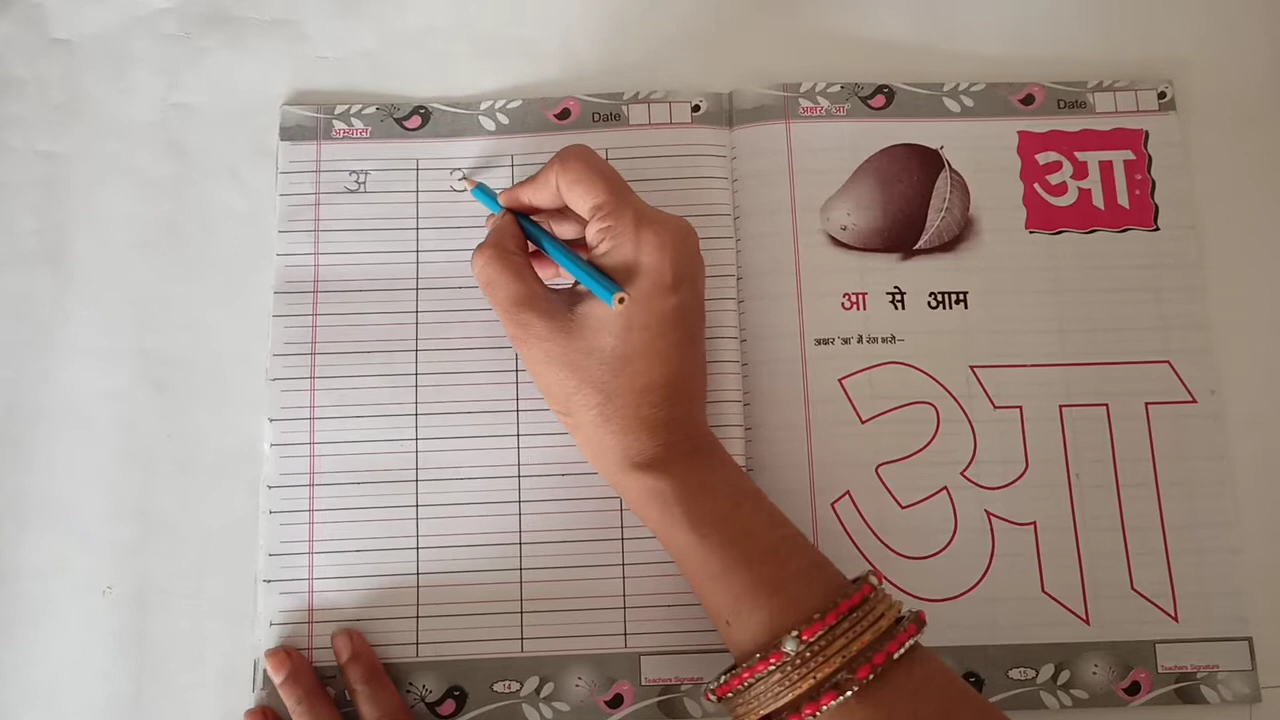 अभ्यास
Date
अ
14
Teachers Signature
अक्षर 'आ'
Date
आ
आ से आम
अक्षर 'आ' में रंग भरो–
आ
15
Teachers Signature